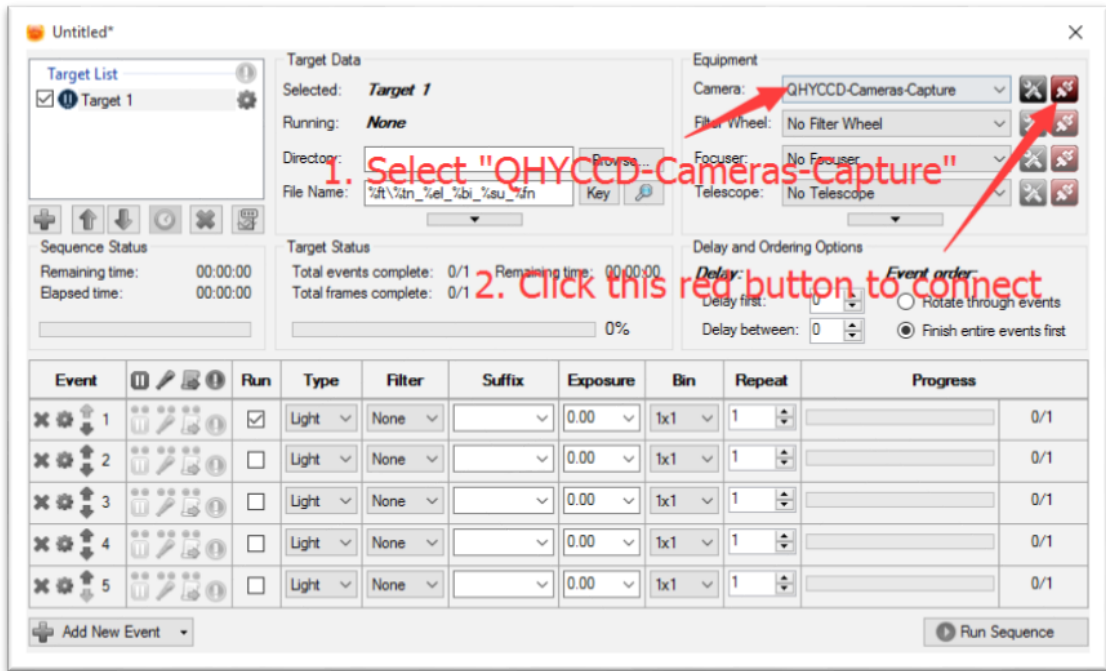 Untitled*
Target List
Target 1
Target Data
Selected: Target 1
Running: None
Directory: Browse...
File Name: %ft\%tn_%el_%bi_%su_%fn Key
Equipment
Camera: QHYCCD-Cameras-Capture
Filter Wheel: No Filter Wheel
Focuser: No Focuser
Telescope: No Telescope
1. Select "QHYCCD-Cameras-Capture"
Sequence Status
Remaining time: 00:00:00
Elapsed time: 00:00:00
Target Status
Total events complete: 0/1 Remaining time: 00:00:00
Total frames complete: 0/1
0%
Delay and Ordering Options
Delay: Event order:
Delay first: 0 Rotate through events
Delay between: 0 Finish entire events first
2. Click this red button to connect
Event Run Type Filter Suffix Exposure Bin Repeat Progress
1 Light None 0.00 1x1 1 0/1
2 Light None 0.00 1x1 1 0/1
3 Light None 0.00 1x1 1 0/1
4 Light None 0.00 1x1 1 0/1
5 Light None 0.00 1x1 1 0/1
Add New Event Run Sequence